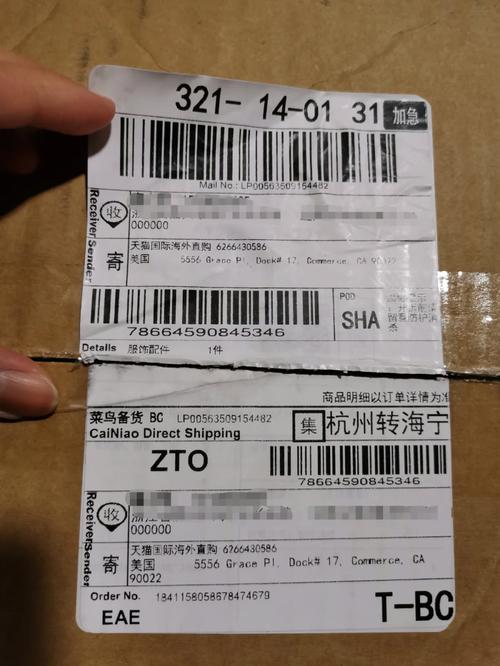 321- 14-01 31 加急
Mail No.: LP00563509154482
Receiver
收
000000
Sender
寄
天猫国际海外直购 6266430586
美国 5556 Grace Pl, Dock# 17, Commerce, CA 90022
78664590845346
POD
SHA
Details 服饰配件 1件
商品明细以订单详情为准
菜鸟备货 BC LP00563509154482
CaiNiao Direct Shipping
集 杭州转海宁
ZTO
78664590845346
Receiver
收
000000
Sender
寄
天猫国际海外直购 6266430586
美国 5556 Grace Pl, Dock# 17, Commerce, CA
90022
Order No. 1841158058678474679
EAE
T-BC